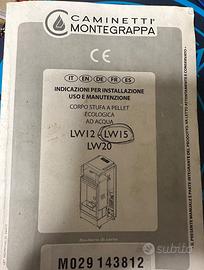 CAMINETTI
MONTEGRAPPA
CE
IT EN DE FR ES
INDICAZIONI PER INSTALLAZIONE
USO E MANUTENZIONE
CORPO STUFA A PELLET
ECOLOGICA
AD ACQUA
LW12 - LW15
LW20
M029 143812
subito